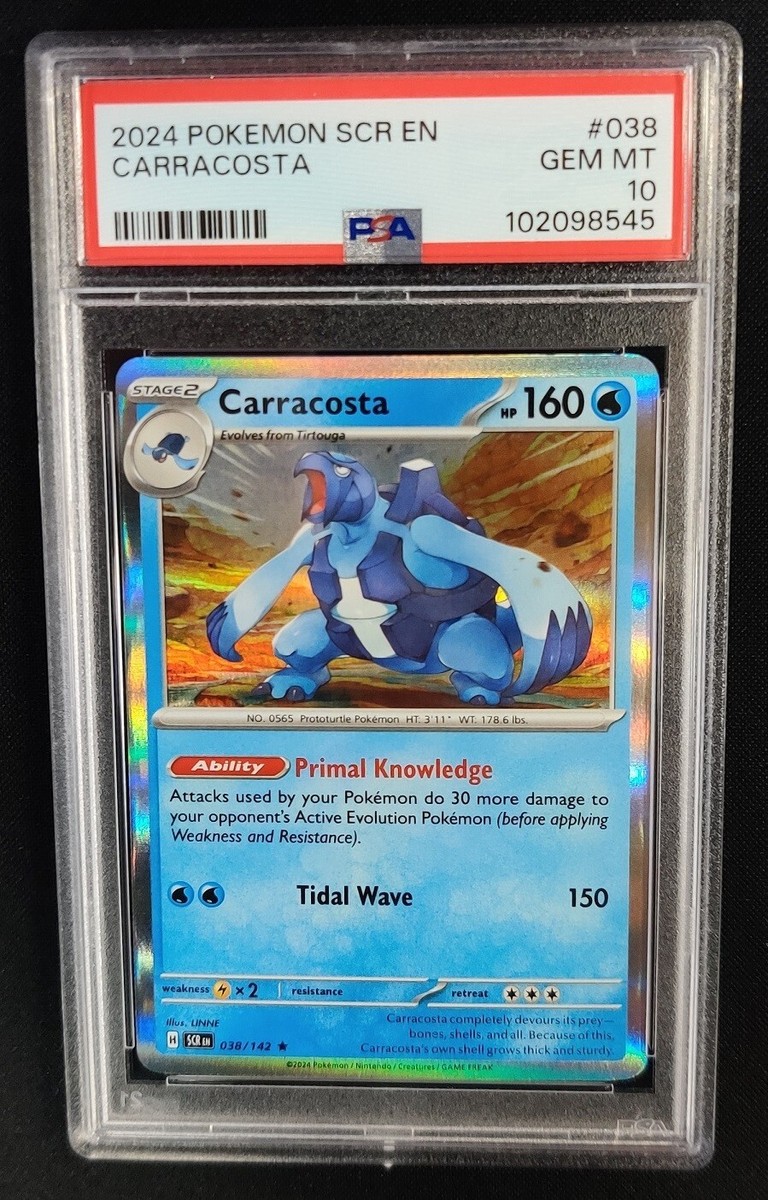 2024 POKEMON SCR EN #038
CARRACOSTA GEM MT
10
PSA 102098545
STAGE2 Carracosta HP 160
Evolves from Tirtouga
NO. 0565 Prototurtle Pokémon HT: 3'11" WT: 178.6 lbs.
Ability Primal Knowledge
Attacks used by your Pokémon do 30 more damage to
your opponent's Active Evolution Pokémon (before applying
Weakness and Resistance).
Tidal Wave 150
weakness ×2 resistance retreat
Illus. LINNE
Carracosta completely devours its prey—
bones, shells, and all. Because of this,
Carracosta's own shell grows thick and sturdy.
H SCR EN 038/142 ★
©2024 Pokémon / Nintendo / Creatures / GAME FREAK
PSA